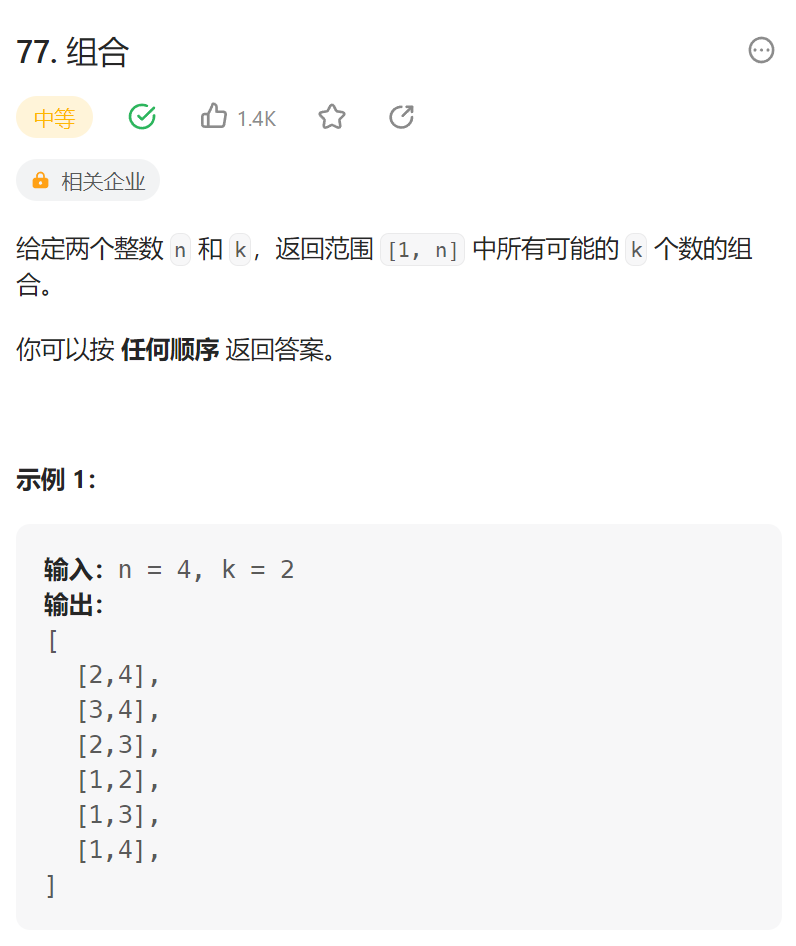 77. 组合
中等
1.4K
相关企业
给定两个整数 n 和 k，返回范围 [1, n] 中所有可能的 k 个数的组
合。
你可以按 任何顺序 返回答案。
示例 1：
输入：n = 4, k = 2
输出：
[
  [2,4],
  [3,4],
  [2,3],
  [1,2],
  [1,3],
  [1,4],
]